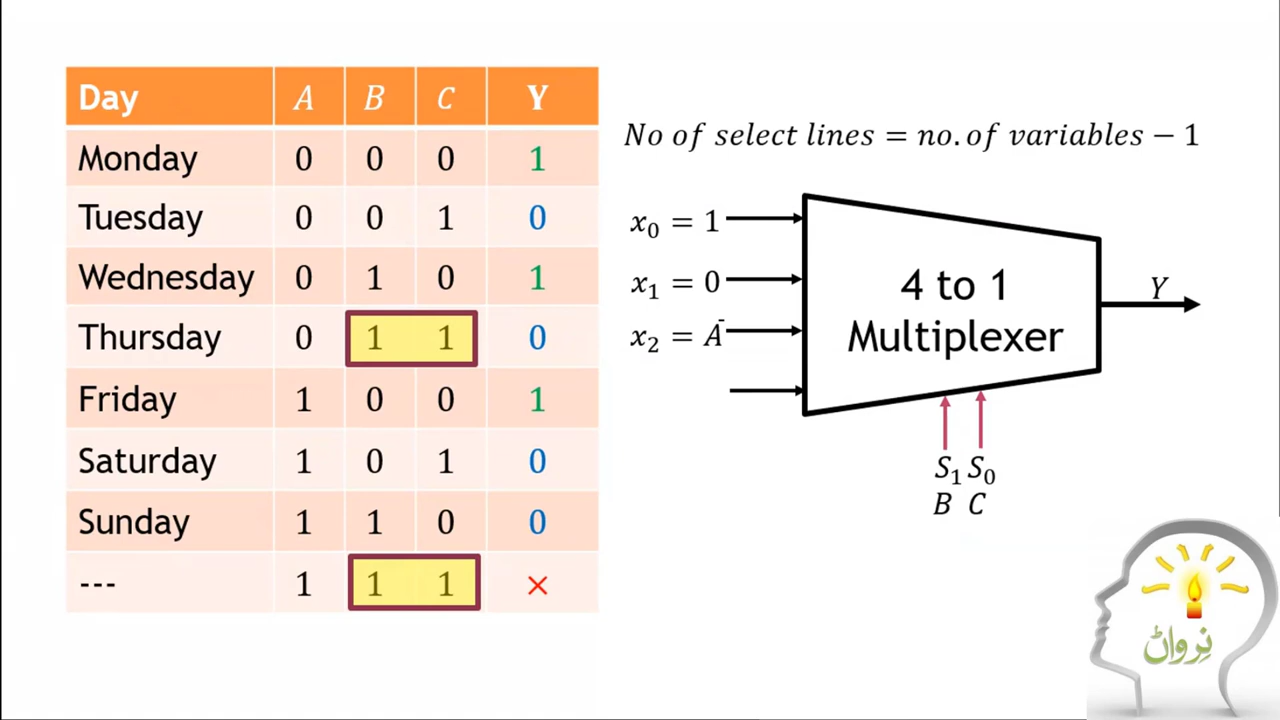 Day A B C Y
Monday 0 0 0 1
Tuesday 0 0 1 0
Wednesday 0 1 0 1
Thursday 0 1 1 0
Friday 1 0 0 1
Saturday 1 0 1 0
Sunday 1 1 0 0
--- 1 1 1 ×
No of select lines = no. of variables − 1
x₀ = 1
x₁ = 0
x₂ = Ā
4 to 1
Multiplexer
Y
S₁ S₀
B C
نِروان